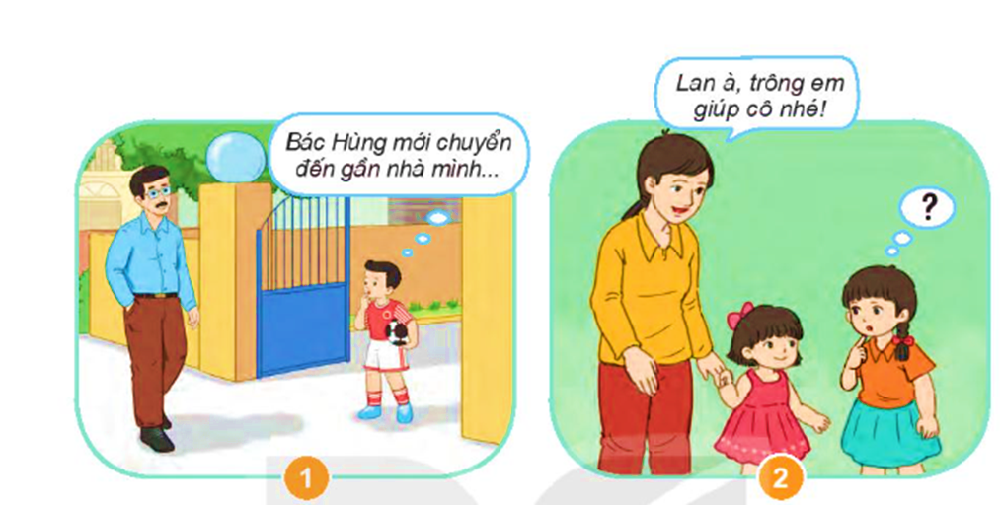 Bác Hùng mới chuyển
đến gần nhà mình...
1
Lan à, trông em
giúp cô nhé!
?
2